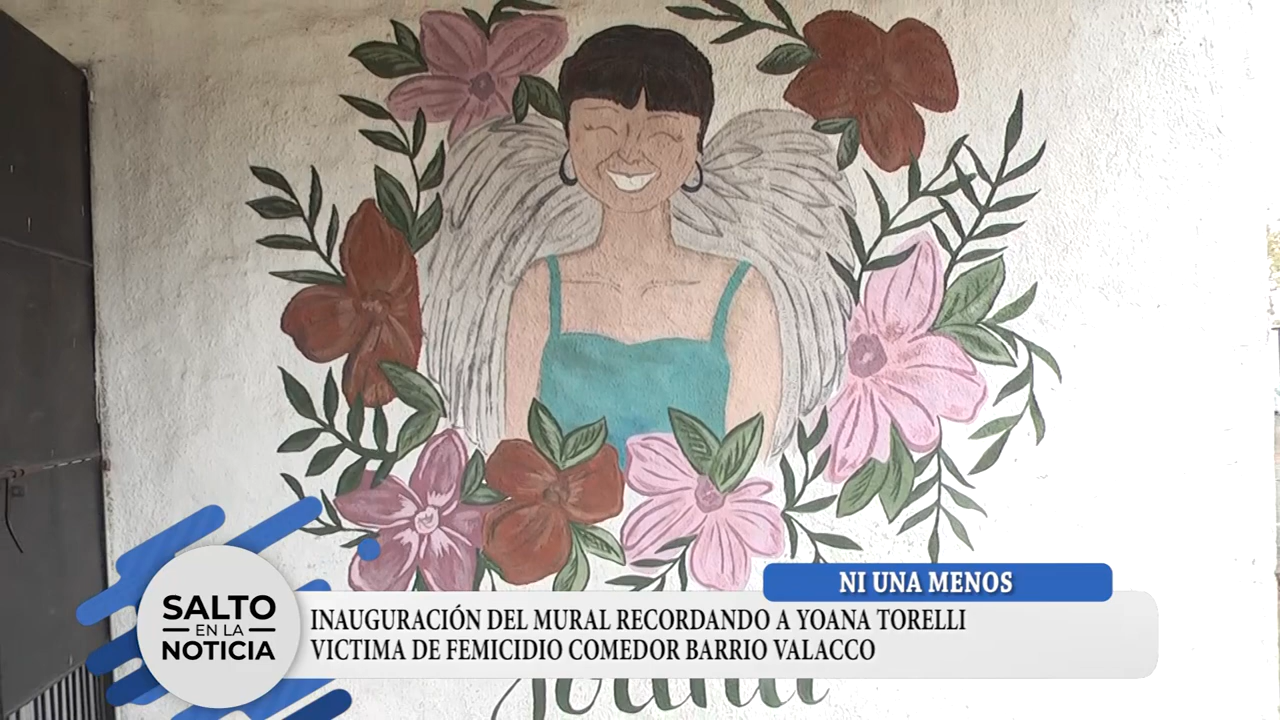 NI UNA MENOS
INAUGURACIÓN DEL MURAL RECORDANDO A YOANA TORELLI
VICTIMA DE FEMICIDIO COMEDOR BARRIO VALACCO
SALTO
EN LA
NOTICIA